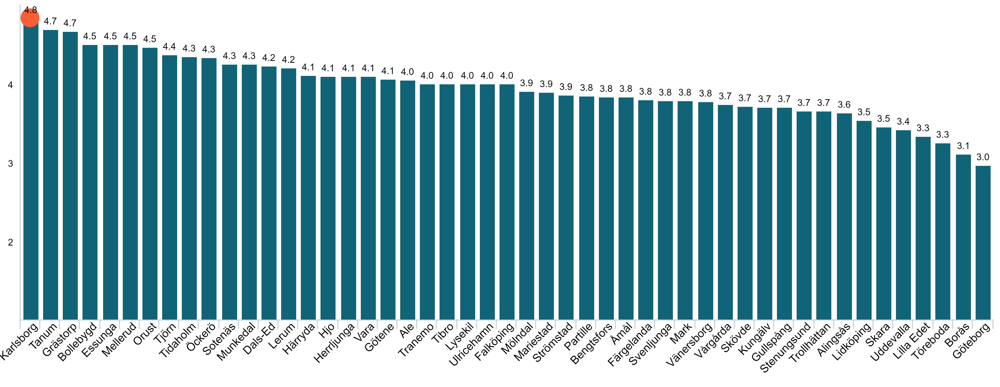 4.8
4.7
4.7
4.5
4.5
4.5
4.5
4.4
4.3
4.3
4.3
4.3
4.2
4.2
4.1
4.1
4.1
4.1
4.1
4.0
4.0
4.0
4.0
4.0
4.0
3.9
3.9
3.9
3.8
3.8
3.8
3.8
3.8
3.8
3.8
3.7
3.7
3.7
3.7
3.7
3.7
3.6
3.5
3.5
3.4
3.3
3.3
3.1
3.0
4
3
2
Karlsborg
Tanum
Grästorp
Bollebygd
Essunga
Mellerud
Orust
Tjörn
Tidaholm
Öckerö
Sotenäs
Munkedal
Dals-Ed
Lerum
Härryda
Hjo
Herrljunga
Vara
Götene
Ale
Tranemo
Tibro
Lysekil
Ulricehamn
Falköping
Mölndal
Mariestad
Strömstad
Partille
Bengtsfors
Åmål
Färgelanda
Svenljunga
Mark
Vänersborg
Vårgårda
Skövde
Kungälv
Gullspång
Stenungsund
Trollhättan
Alingsås
Lidköping
Skara
Uddevalla
Lilla Edet
Töreboda
Borås
Göteborg